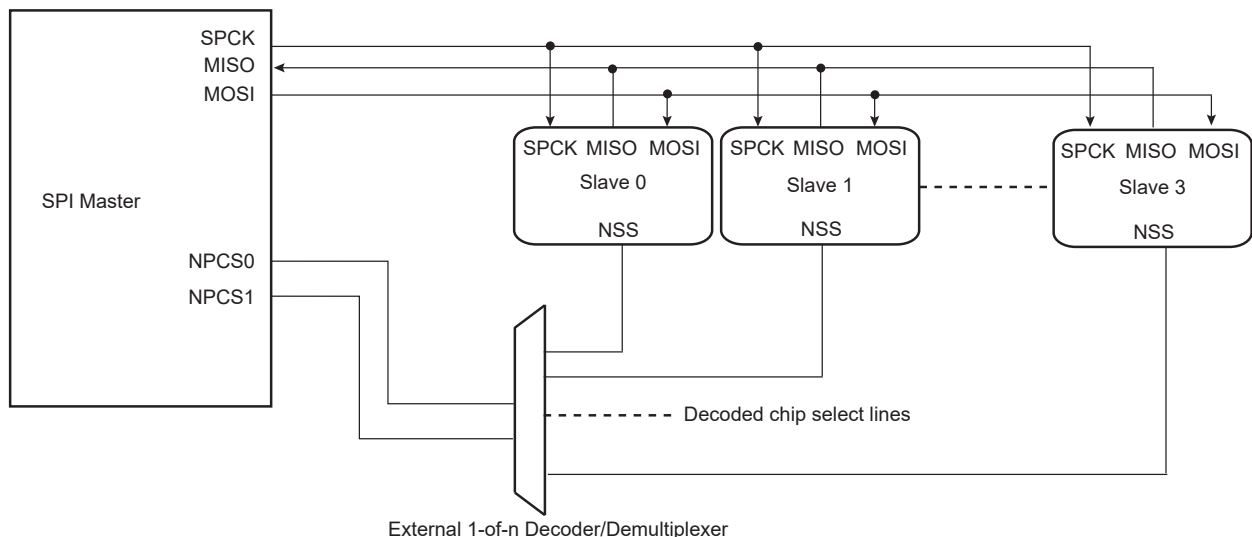 SPCK
MISO
MOSI
SPI Master
NPCS0
NPCS1
SPCK MISO MOSI
Slave 0
NSS
SPCK MISO MOSI
Slave 1
NSS
SPCK MISO MOSI
Slave 3
NSS
Decoded chip select lines
External 1-of-n Decoder/Demultiplexer